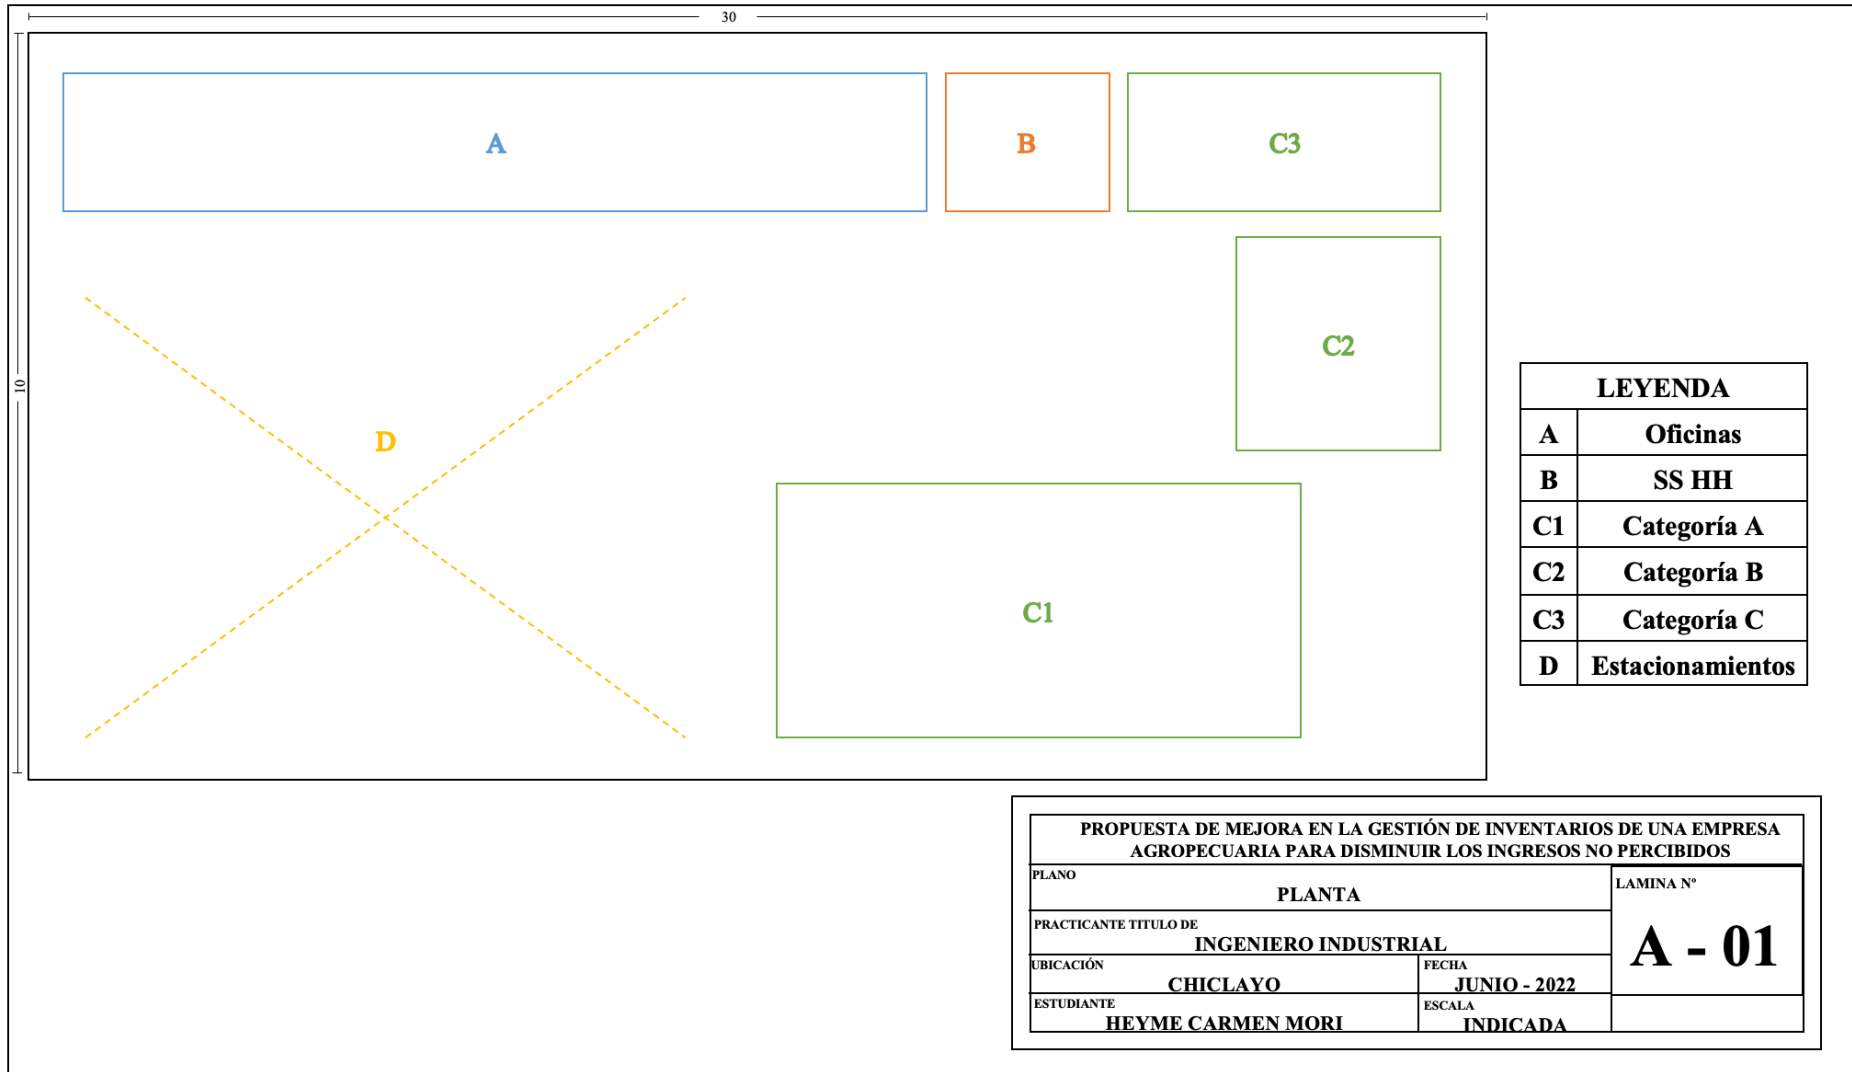 30
10
A
B
C3
C2
D
C1
LEYENDA
A Oficinas
B SS HH
C1 Categoría A
C2 Categoría B
C3 Categoría C
D Estacionamientos
PROPUESTA DE MEJORA EN LA GESTIÓN DE INVENTARIOS DE UNA EMPRESA
AGROPECUARIA PARA DISMINUIR LOS INGRESOS NO PERCIBIDOS
PLANO
PLANTA
LAMINA Nº
A - 01
PRACTICANTE TITULO DE
INGENIERO INDUSTRIAL
UBICACIÓN
CHICLAYO
FECHA
JUNIO - 2022
ESTUDIANTE
HEYME CARMEN MORI
ESCALA
INDICADA